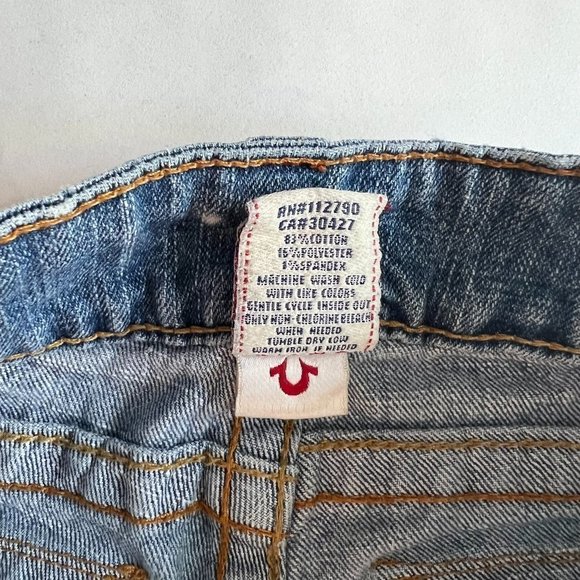 RN#112790
CA#30427
83%COTTON
16%POLYESTER
1%SPANDEX
MACHINE WASH COLD
WITH LIKE COLORS
GENTLE CYCLE INSIDE OUT
ONLY NON-CHLORINE BLEACH
WHEN NEEDED
TUMBLE DRY LOW
WARM IRON IF NEEDED